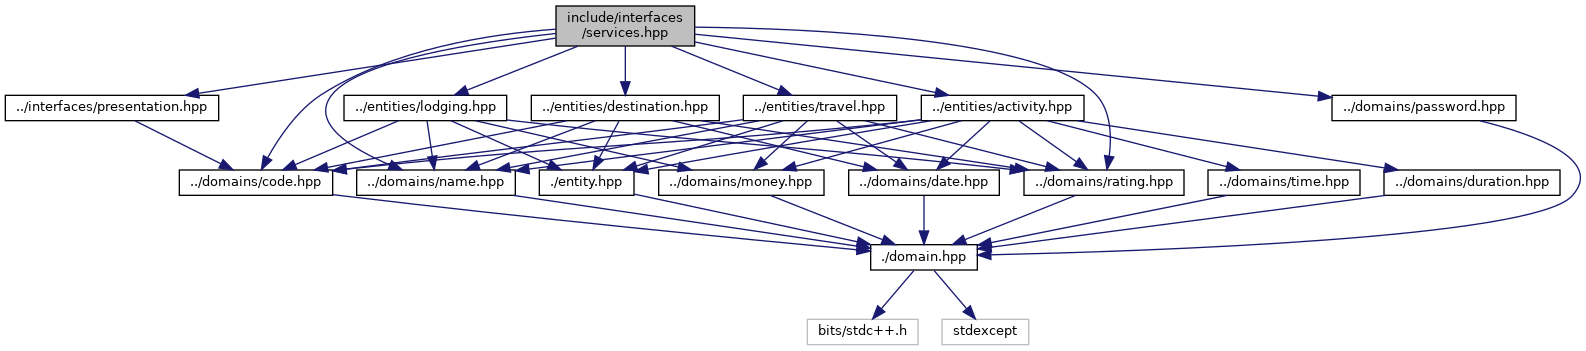 include/interfaces
/services.hpp
../interfaces/presentation.hpp
../entities/lodging.hpp
../entities/destination.hpp
../entities/travel.hpp
../entities/activity.hpp
../domains/password.hpp
../domains/code.hpp
../domains/name.hpp
./entity.hpp
../domains/money.hpp
../domains/date.hpp
../domains/rating.hpp
../domains/time.hpp
../domains/duration.hpp
./domain.hpp
bits/stdc++.h
stdexcept